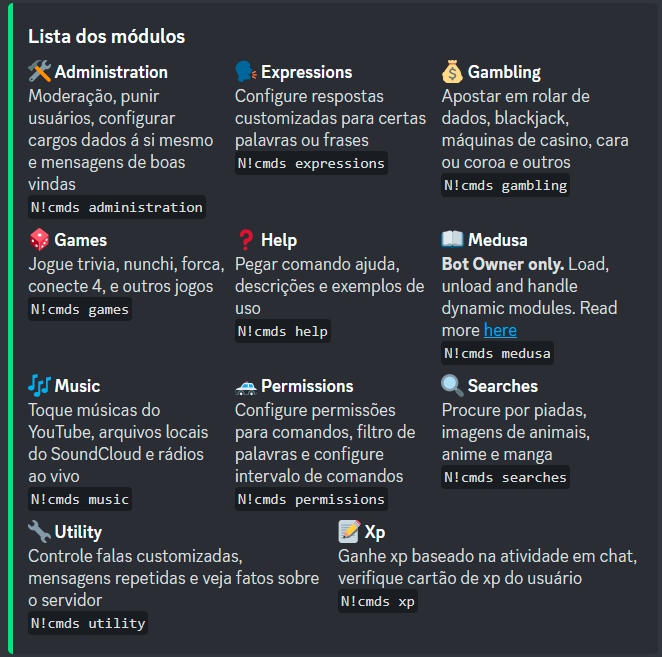 Lista dos módulos
Administration
Moderação, punir
usuários, configurar
cargos dados á si mesmo
e mensagens de boas
vindas
N!cmds administration
Expressions
Configure respostas
customizadas para certas
palavras ou frases
N!cmds expressions
Gambling
Apostar em rolar de
dados, blackjack,
máquinas de casino, cara
ou coroa e outros
N!cmds gambling
Games
Jogue trivia, nunchi, forca,
conecte 4, e outros jogos
N!cmds games
Help
Pegar comando ajuda,
descrições e exemplos de
uso
N!cmds help
Medusa
Bot Owner only. Load,
unload and handle
dynamic modules. Read
more here
N!cmds medusa
Music
Toque músicas do
YouTube, arquivos locais
do SoundCloud e rádios
ao vivo
N!cmds music
Permissions
Configure permissões
para comandos, filtro de
palavras e configure
intervalo de comandos
N!cmds permissions
Searches
Procure por piadas,
imagens de animais,
anime e manga
N!cmds searches
Utility
Controle falas customizadas,
mensagens repetidas e veja fatos sobre
o servidor
N!cmds utility
Xp
Ganhe xp baseado na atividade em chat,
verifique cartão de xp do usuário
N!cmds xp